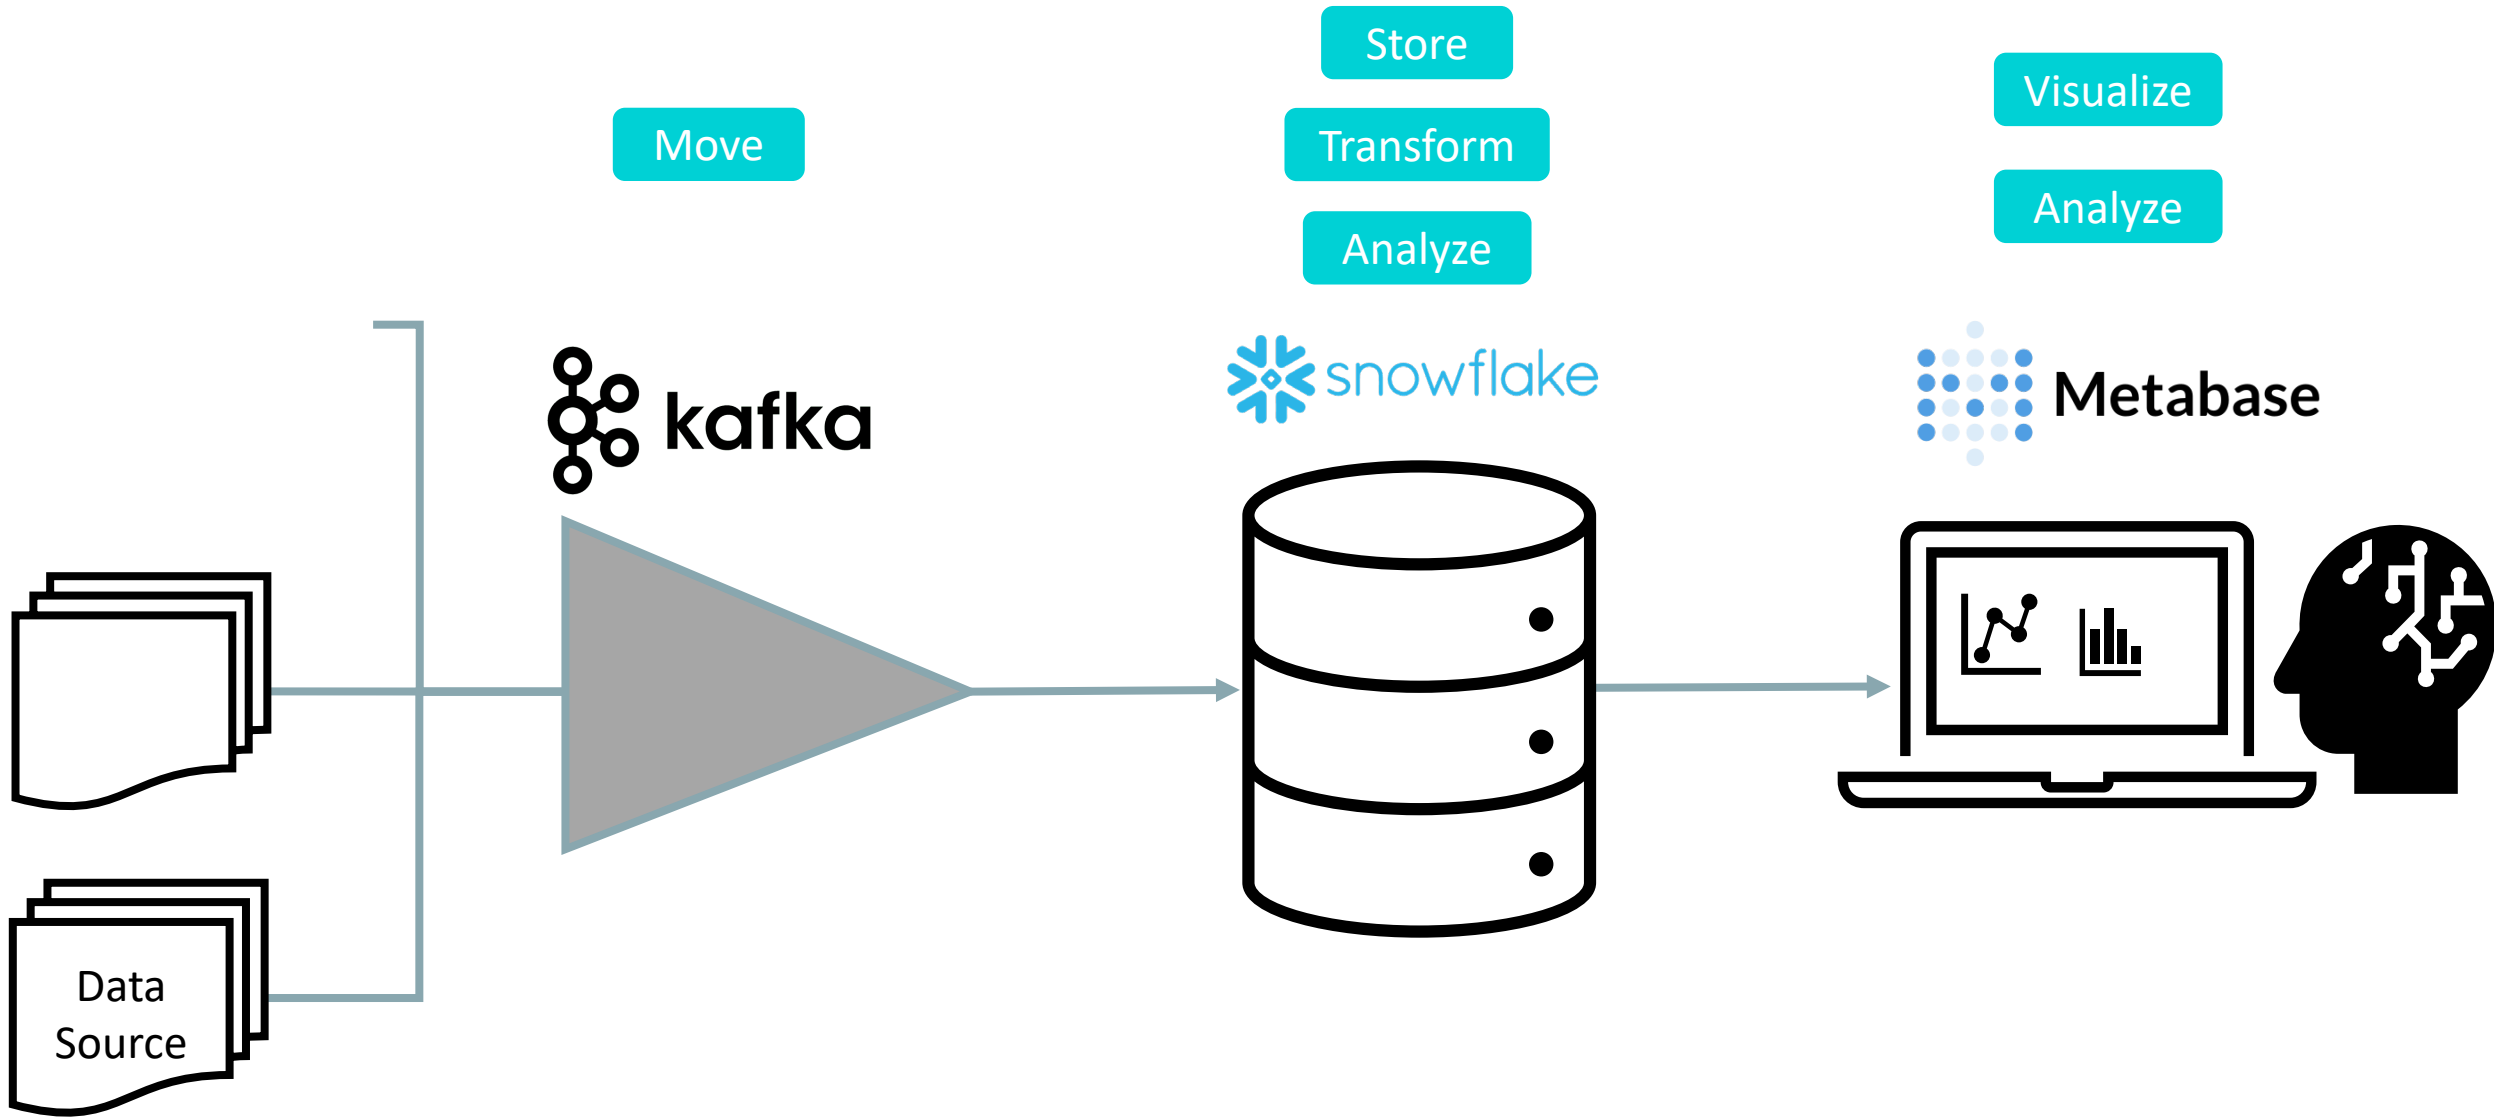 Store
Visualize
Move
Transform
Analyze
Analyze
kafka
snowflake
Metabase
Data
Source